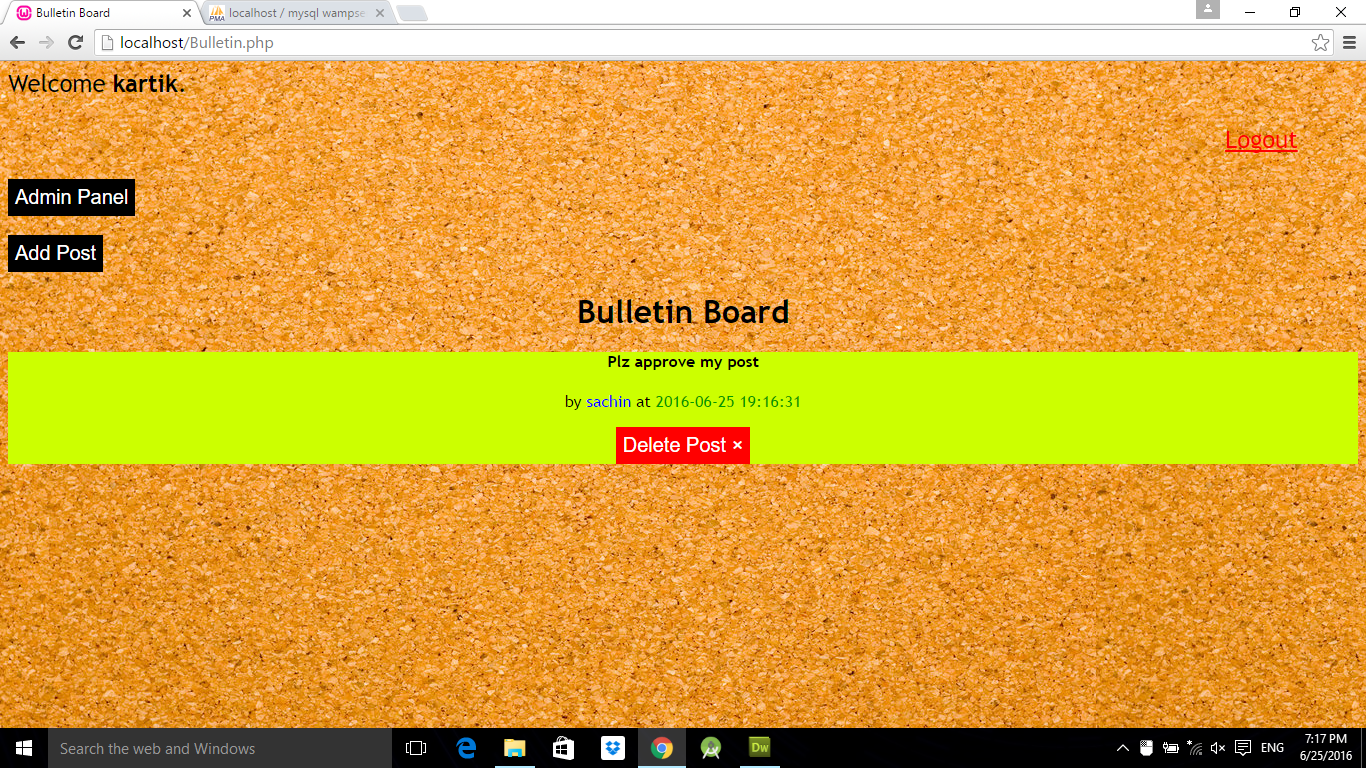 Bulletin Board
localhost / mysql wampse
localhost/Bulletin.php
Welcome kartik.
Logout
Admin Panel
Add Post
Bulletin Board
Plz approve my post
by sachin at 2016-06-25 19:16:31
Delete Post ×
Search the web and Windows
Dw
ENG
7:17 PM
6/25/2016